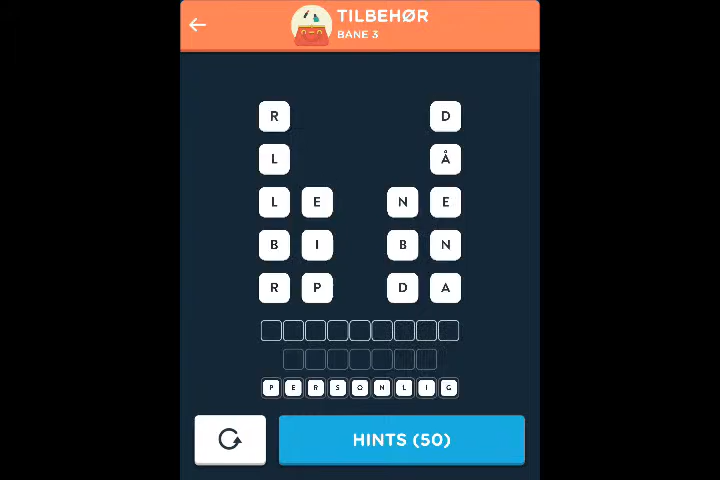 TILBEHØR
BANE 3
R D
L Å
L E N E
B I B N
R P D A
PERSONLIG
HINTS (50)